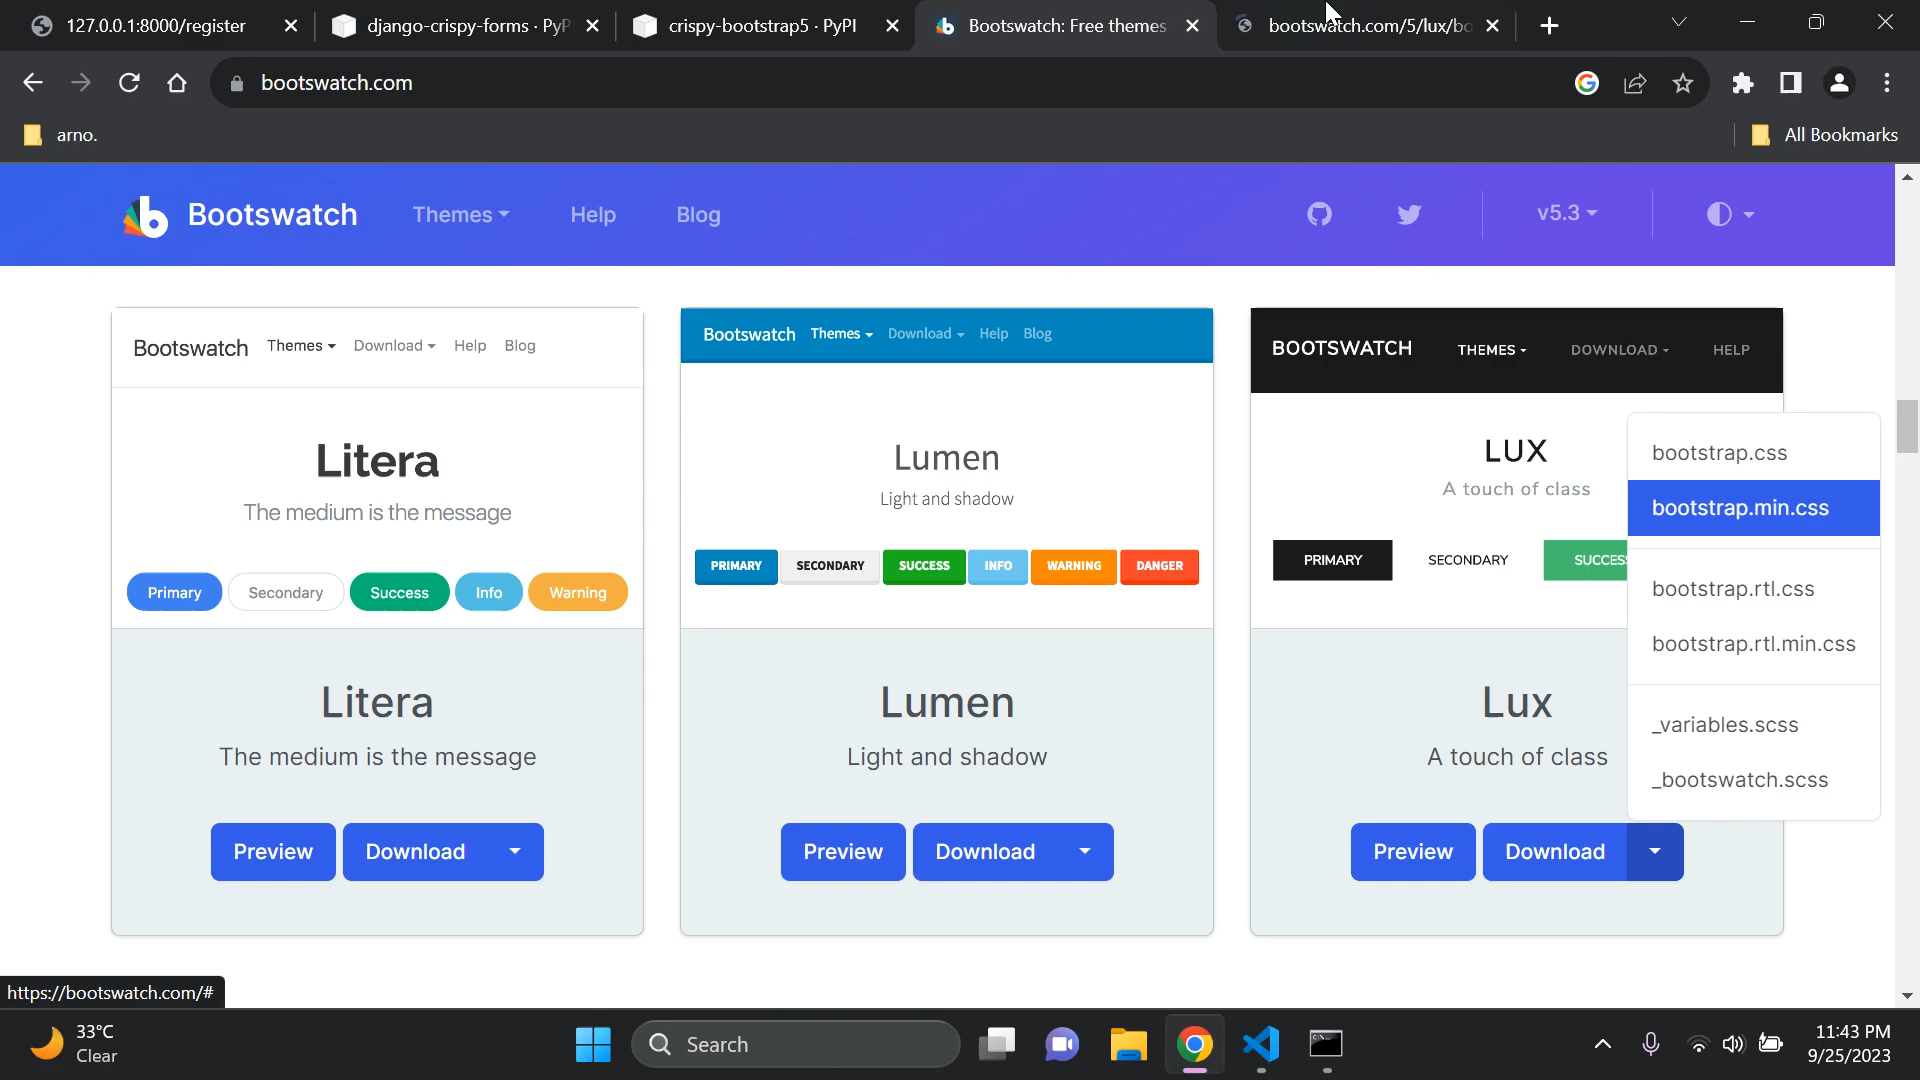 127.0.0.1:8000/register
django-crispy-forms · PyP
crispy-bootstrap5 · PyPI
Bootswatch: Free themes
bootswatch.com/5/lux/bo
bootswatch.com
arno.
All Bookmarks
Bootswatch
Themes
Help
Blog
v5.3
Bootswatch
Themes
Download
Help
Blog
Litera
The medium is the message
Primary
Secondary
Success
Info
Warning
Litera
The medium is the message
Preview
Download
Bootswatch
Themes
Download
Help
Blog
Lumen
Light and shadow
PRIMARY
SECONDARY
SUCCESS
INFO
WARNING
DANGER
Lumen
Light and shadow
Preview
Download
BOOTSWATCH
THEMES
DOWNLOAD
HELP
LUX
A touch of class
PRIMARY
SECONDARY
SUCCESS
Lux
A touch of class
Preview
Download
bootstrap.css
bootstrap.min.css
bootstrap.rtl.css
bootstrap.rtl.min.css
_variables.scss
_bootswatch.scss
https://bootswatch.com/#
33°C
Clear
Search
11:43 PM
9/25/2023